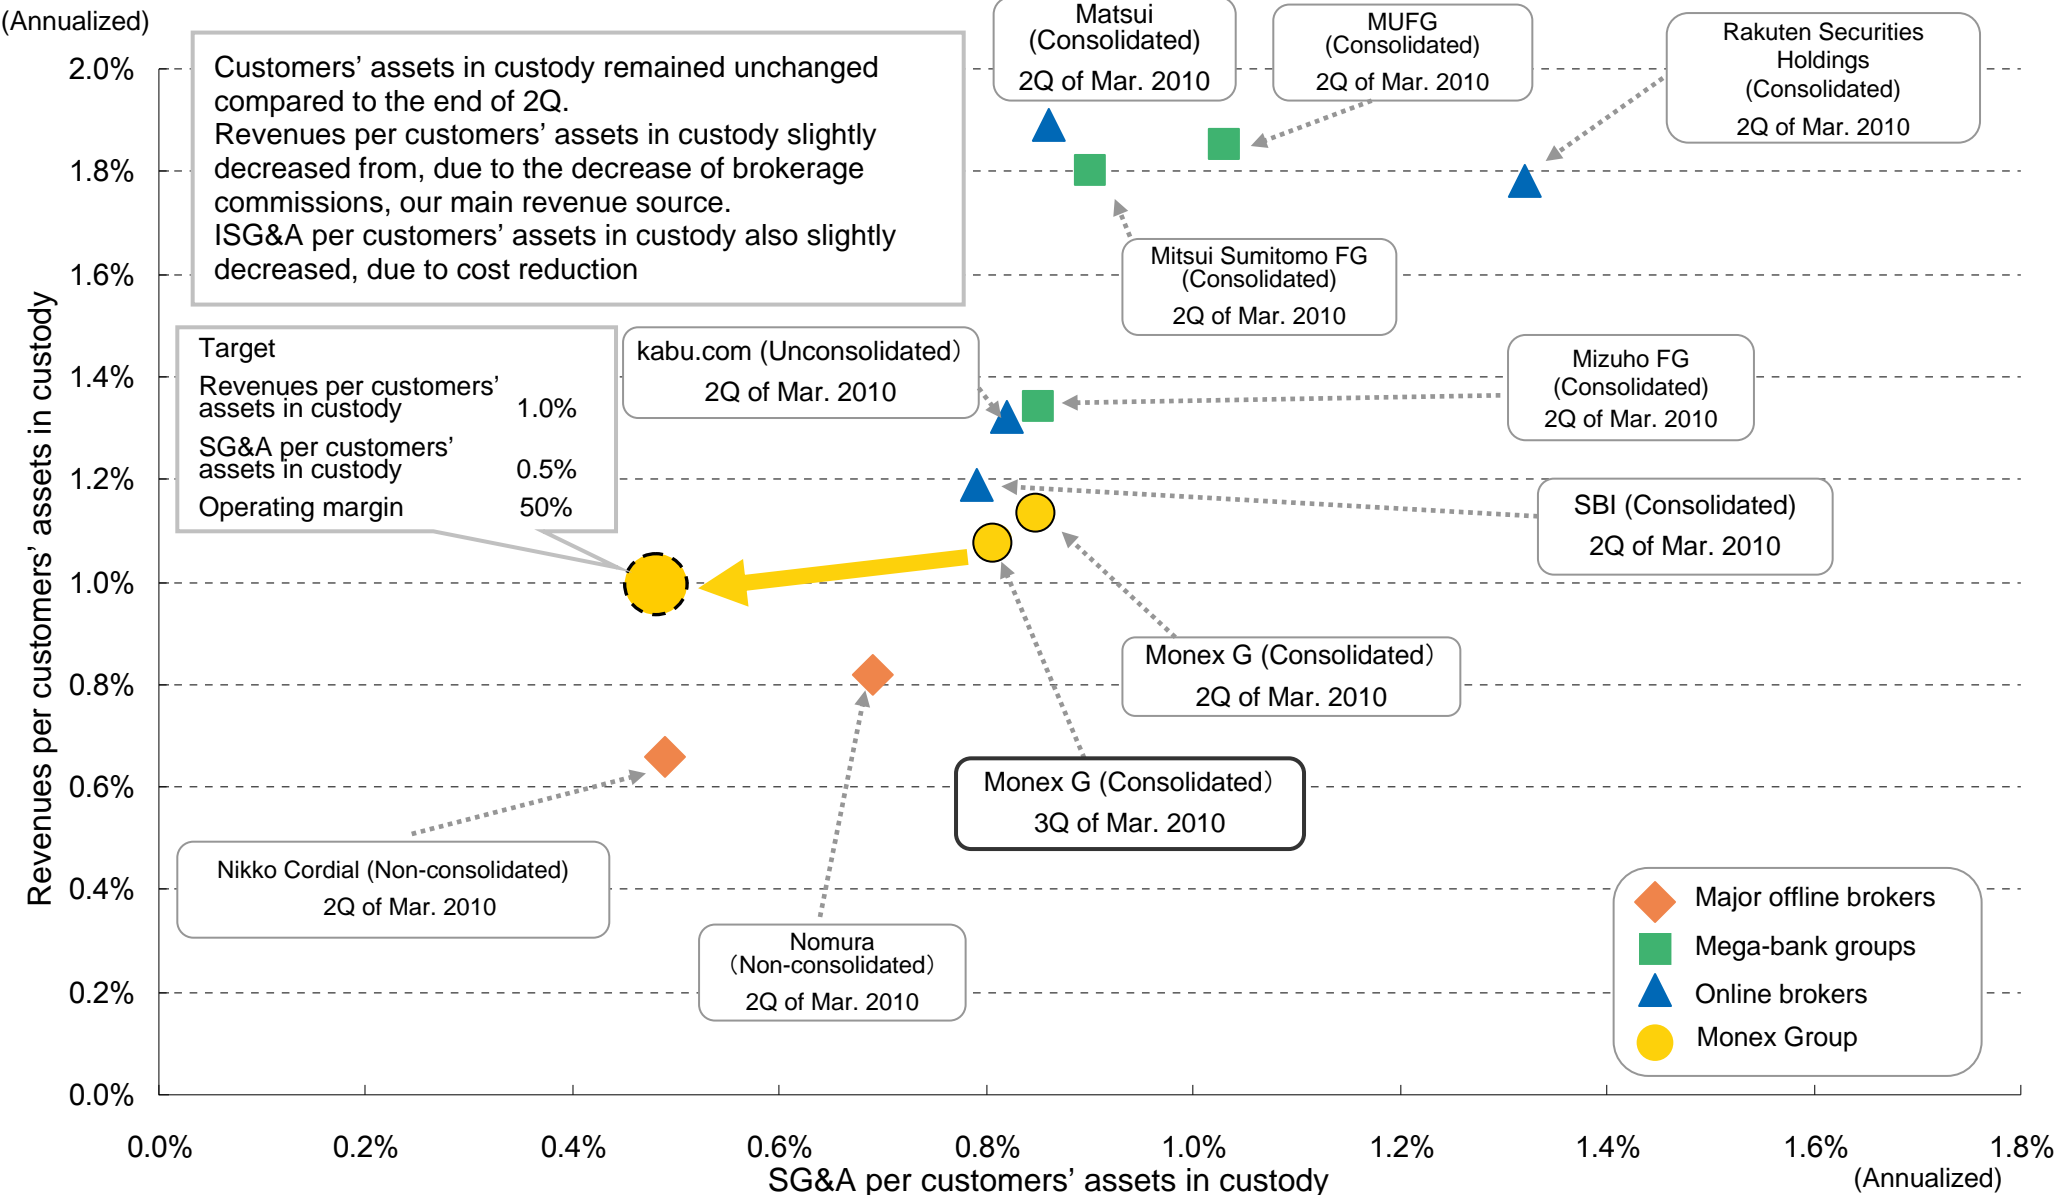 (Annualized)
2.0%
1.8%
1.6%
1.4%
1.2%
1.0%
0.8%
0.6%
0.4%
0.2%
0.0%
Revenues per customers’ assets in custody
Customers’ assets in custody remained unchanged
compared to the end of 2Q.
Revenues per customers’ assets in custody slightly
decreased from, due to the decrease of brokerage
commissions, our main revenue source.
ISG&A per customers’ assets in custody also slightly
decreased, due to cost reduction
Matsui
(Consolidated)
2Q of Mar. 2010
MUFG
(Consolidated)
2Q of Mar. 2010
Rakuten Securities
Holdings
(Consolidated)
2Q of Mar. 2010
Mitsui Sumitomo FG
(Consolidated)
2Q of Mar. 2010
Target
Revenues per customers’
assets in custody 1.0%
SG&A per customers’
assets in custody 0.5%
Operating margin 50%
kabu.com (Unconsolidated）
2Q of Mar. 2010
Mizuho FG
(Consolidated)
2Q of Mar. 2010
SBI (Consolidated)
2Q of Mar. 2010
Monex G (Consolidated）
2Q of Mar. 2010
Monex G (Consolidated）
3Q of Mar. 2010
Nikko Cordial (Non-consolidated)
2Q of Mar. 2010
Nomura
（Non-consolidated）
2Q of Mar. 2010
Major offline brokers
Mega-bank groups
Online brokers
Monex Group
0.0% 0.2% 0.4% 0.6% 0.8% 1.0% 1.2% 1.4% 1.6% 1.8%
SG&A per customers’ assets in custody
(Annualized)